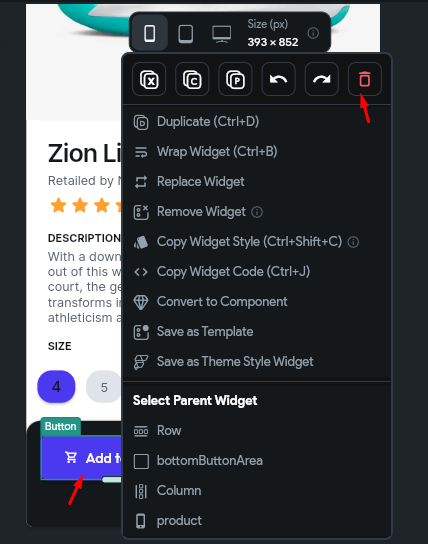 Size (px)
393 × 852
X
C
P
Duplicate (Ctrl+D)
Wrap Widget (Ctrl+B)
Replace Widget
Remove Widget
Copy Widget Style (Ctrl+Shift+C)
Copy Widget Code (Ctrl+J)
Convert to Component
Save as Template
Save as Theme Style Widget
Select Parent Widget
Row
bottomButtonArea
Column
product
Zion
Retailed by
DESCRIPTION
With a down
out of this
court, the
transforms
athleticism
SIZE
4
5
Button
Add